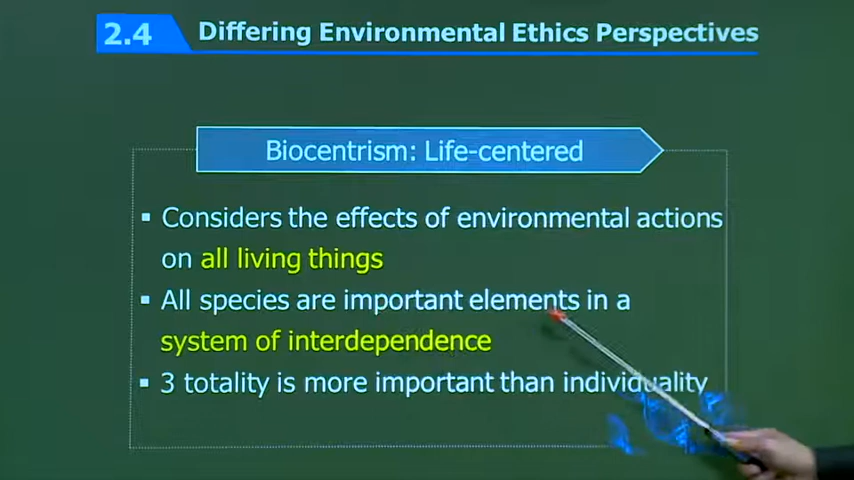 2.4 Differing Environmental Ethics Perspectives
Biocentrism: Life-centered
▪ Considers the effects of environmental actions
on all living things
▪ All species are important elements in a
system of interdependence
▪ 3 totality is more important than individuality